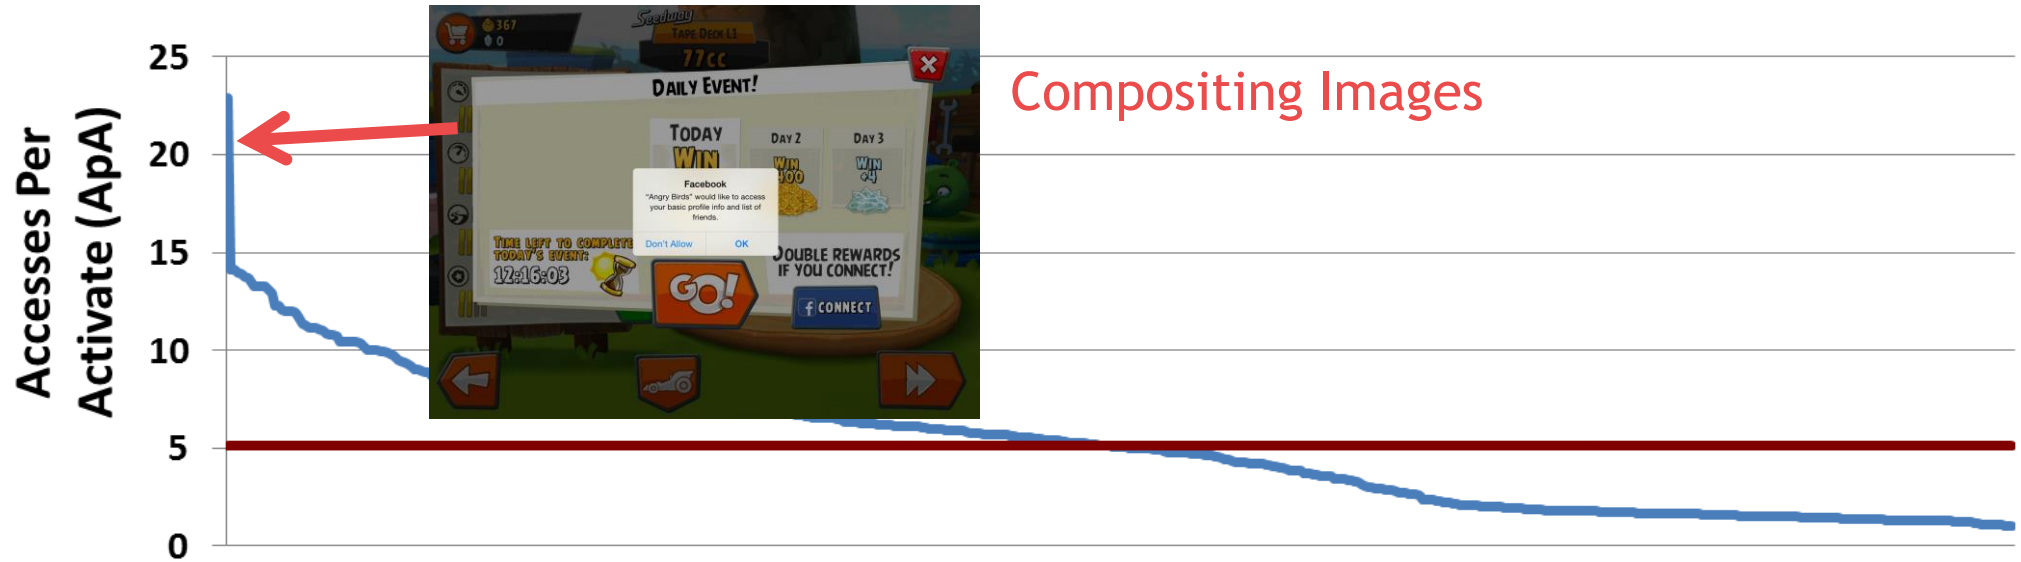 Accesses Per
Activate (ApA)
25
20
15
10
5
0
Compositing Images
367
0
Seedway
TAPE DECK L1
77CC
DAILY EVENT!
TODAY
WIN
DAY 2
WIN
400
DAY 3
WIN
+4
Facebook
"Angry Birds" would like to access
your basic profile info and list of
friends.
Don't Allow
OK
TIME LEFT TO COMPLETE
TODAY'S EVENT:
12:16:03
GO!
DOUBLE REWARDS
IF YOU CONNECT!
f CONNECT